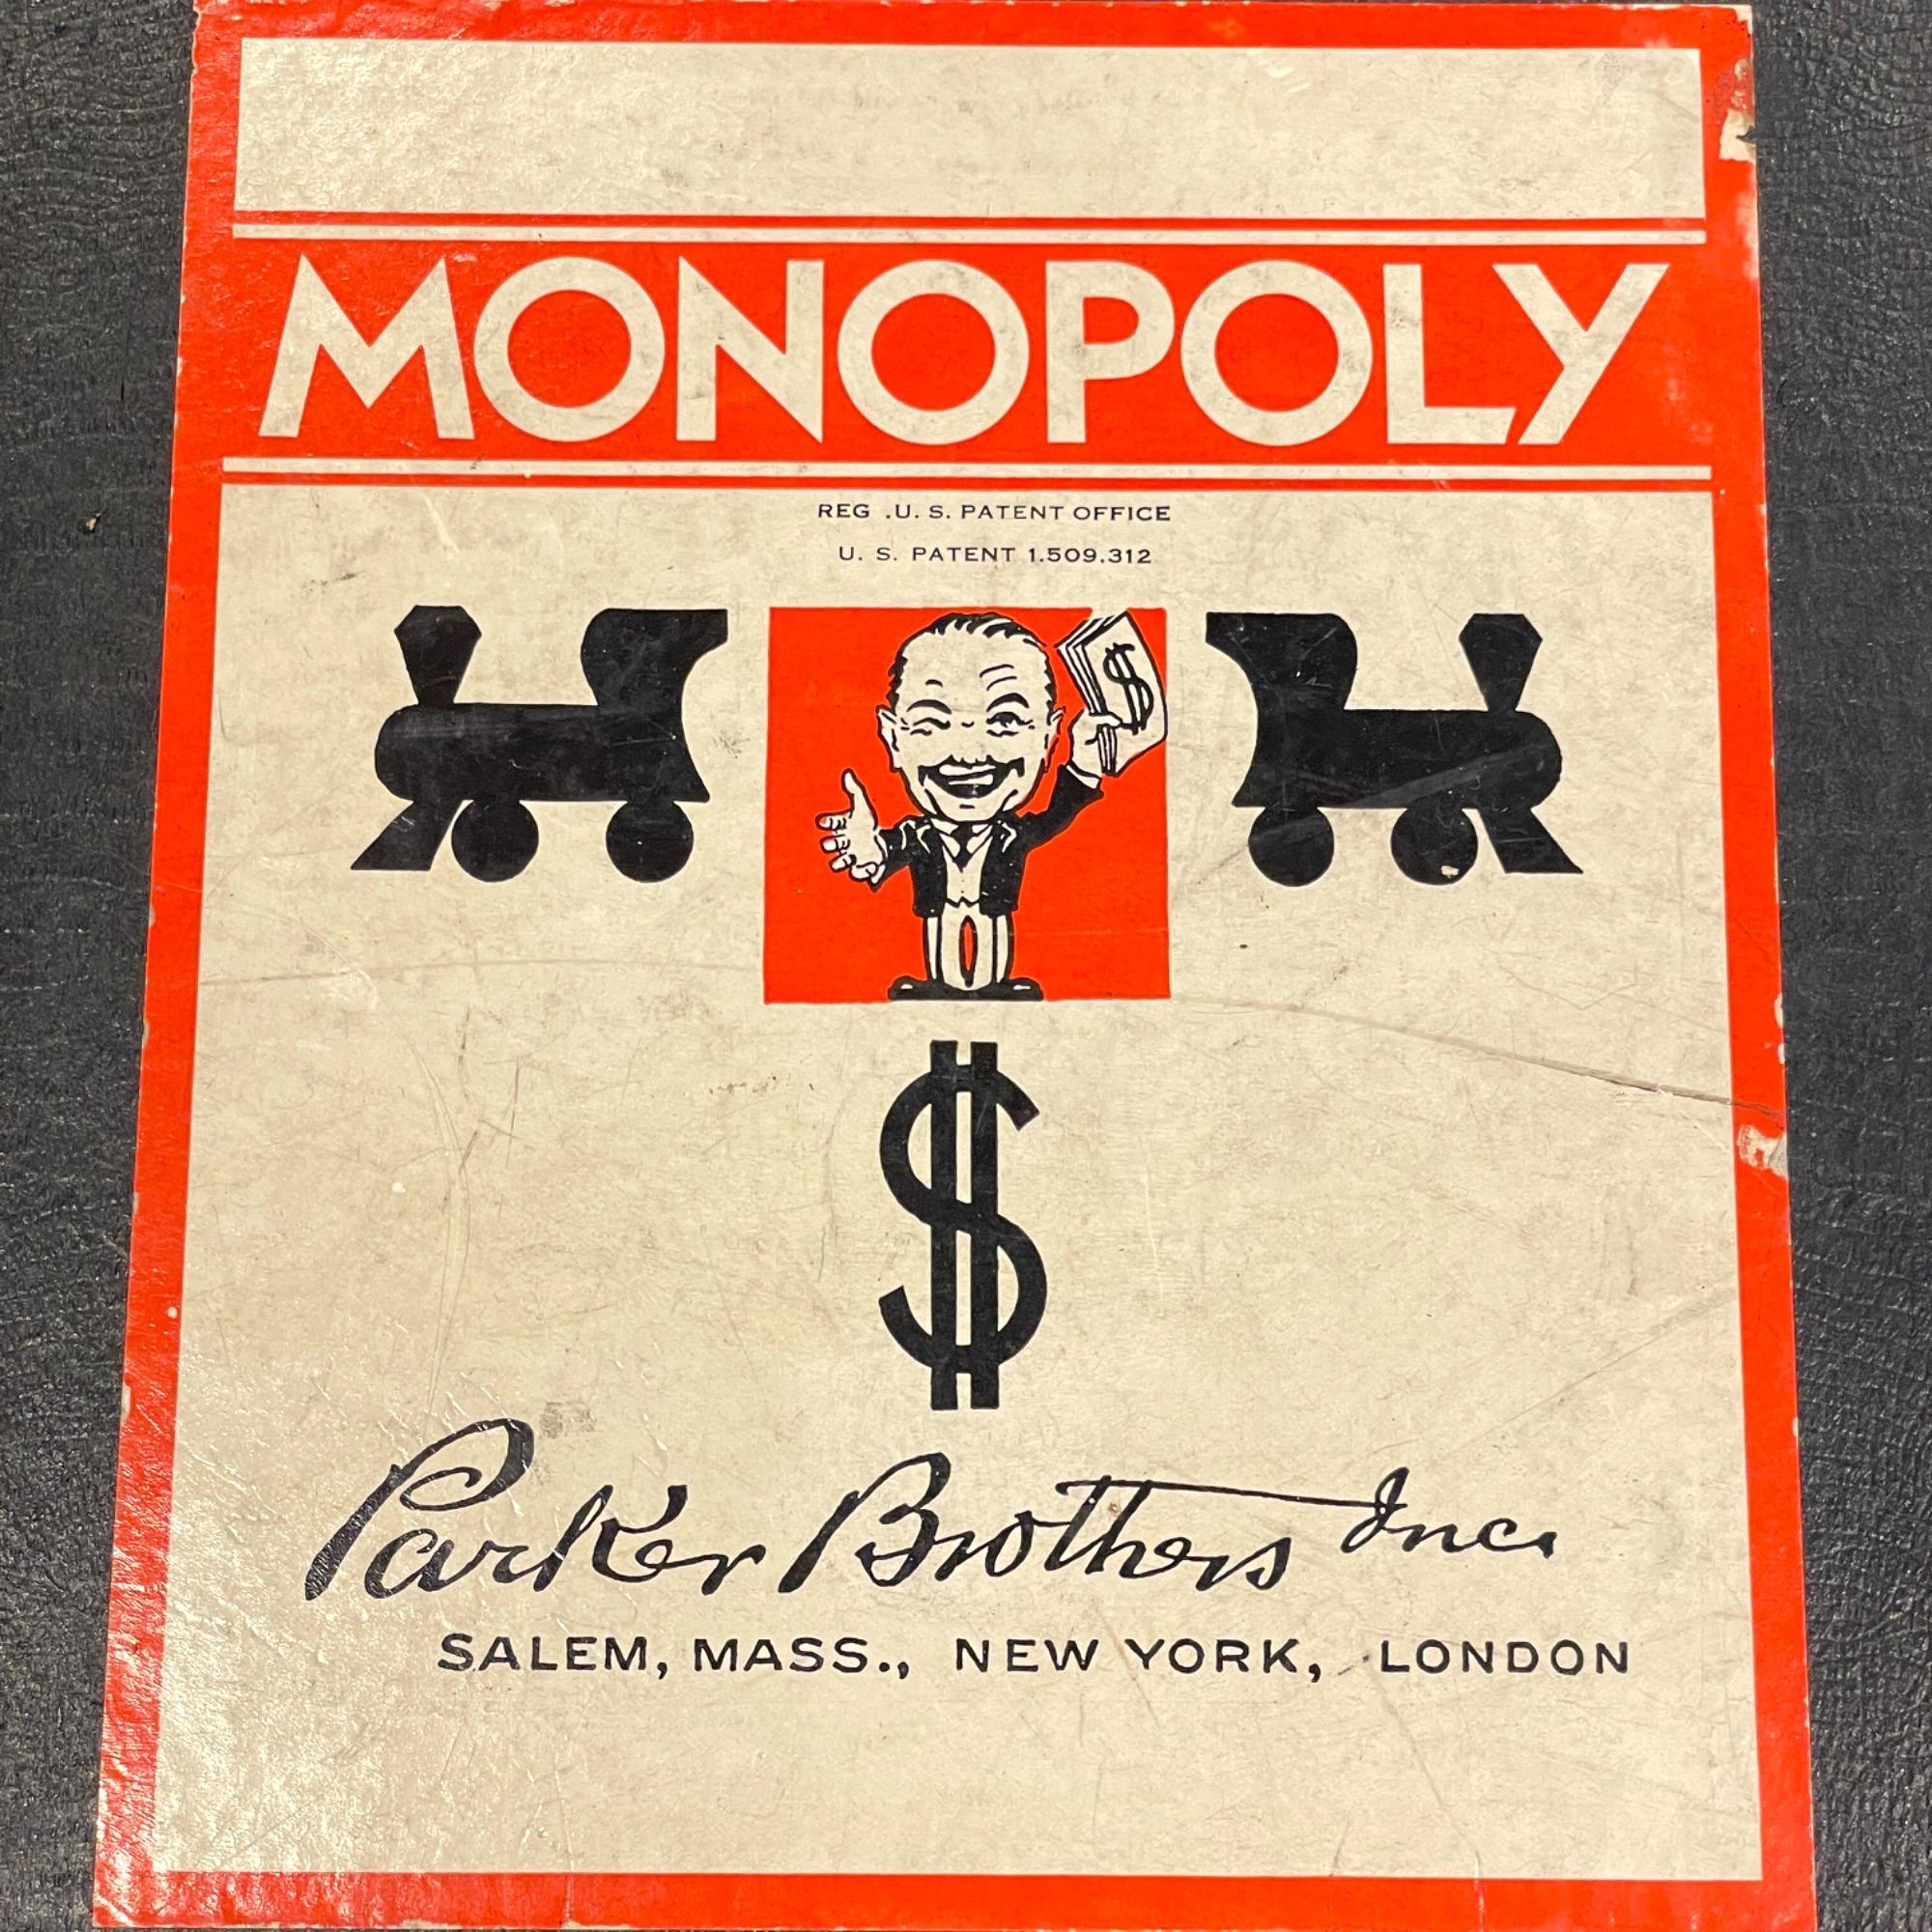 MONOPOLY
REG .U. S. PATENT OFFICE
U. S. PATENT 1.509.312
$
$
Parker Brothers Inc.
SALEM, MASS., NEW YORK, LONDON